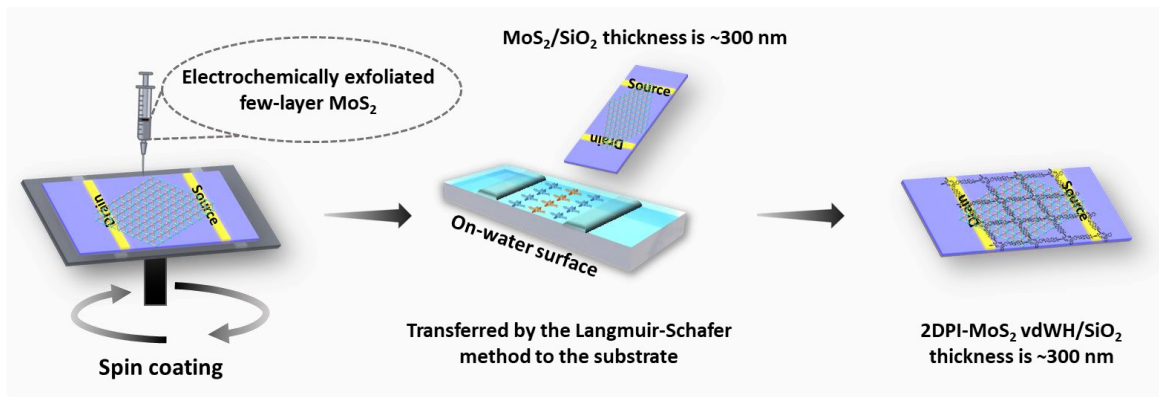 MoS₂/SiO₂ thickness is ~300 nm
Electrochemically exfoliated
few-layer MoS₂
Source
Drain
Drain
Source
Drain
Source
On-water surface
Transferred by the Langmuir-Schafer
method to the substrate
2DPI-MoS₂ vdWH/SiO₂
thickness is ~300 nm
Spin coating